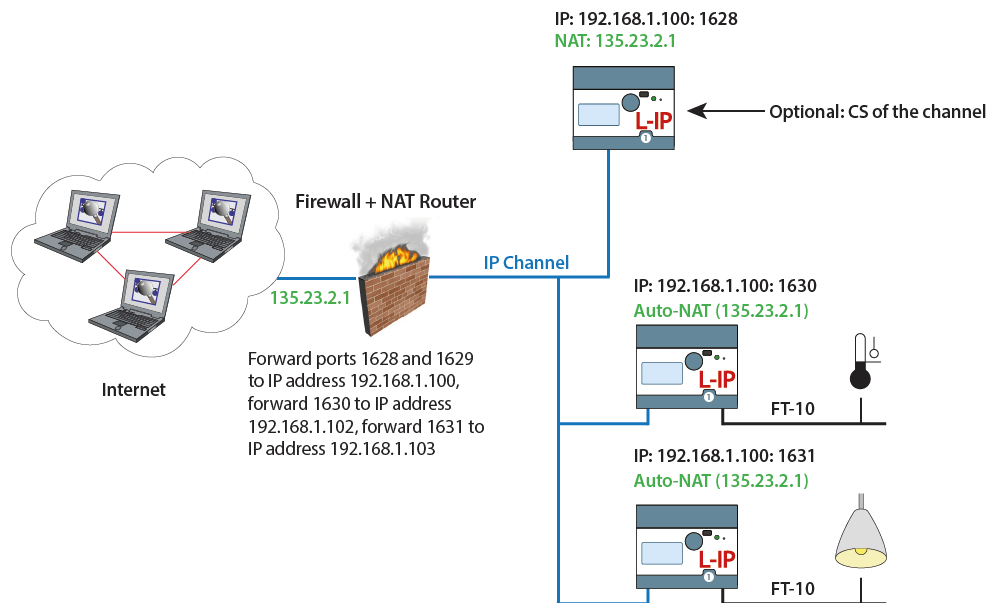 IP: 192.168.1.100: 1628
NAT: 135.23.2.1
L-IP
1
Optional: CS of the channel
Firewall + NAT Router
IP Channel
135.23.2.1
Internet
Forward ports 1628 and 1629
to IP address 192.168.1.100,
forward 1630 to IP address
192.168.1.102, forward 1631 to
IP address 192.168.1.103
IP: 192.168.1.100: 1630
Auto-NAT (135.23.2.1)
L-IP
1
FT-10
IP: 192.168.1.100: 1631
Auto-NAT (135.23.2.1)
L-IP
1
FT-10